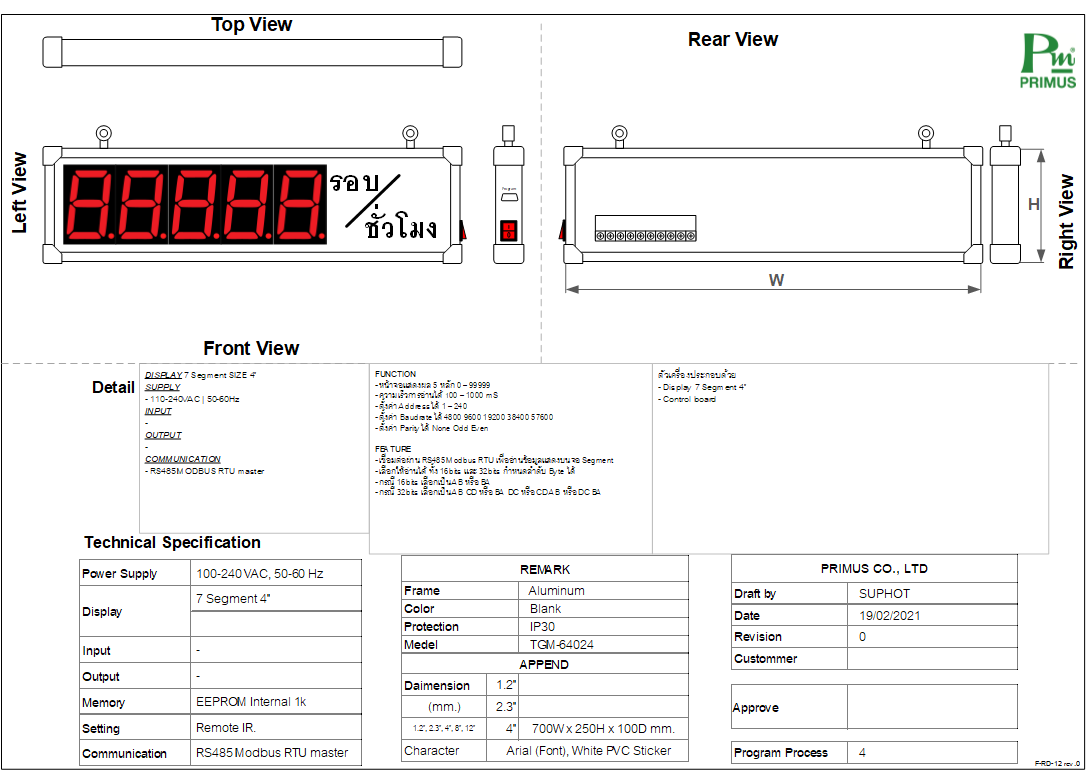 Top View
Rear View
Pm
PRIMUS
Left View
รอบ/
ชั่วโมง
8.8.8.8.8.
Program
H
Right View
W
Front View
Detail
DISPLAY 7 Segment SIZE 4"
SUPPLY
- 110-240VAC | 50-60Hz
INPUT
-
OUTPUT
-
COMMUNICATION
- RS485 MODBUS RTU master
FUNCTION
-หน้าจอแสดงผล 5 หลัก 0 – 99999
-ความเร็วการอ่านได้ 100 – 1000 mS
-ตั้งค่า Address ได้ 1 – 240
-ตั้งค่า Baudrate ได้ 4800 9600 19200 38400 57600
-ตั้งค่า Parity ได้ None Odd Even
FEATURE
-เชื่อมต่อผ่าน RS485 Modbus RTU เพื่ออ่านข้อมูลแสดงบนจอ Segment
-เลือกให้อ่านได้ ทั้ง 16bits และ 32bits กำหนดลำดับ Byte ได้
-กรณี 16bits เลือกเป็น AB หรือ BA
-กรณี 32bits เลือกเป็น AB CD หรือ BA DC หรือ CD AB หรือ DC BA
ตัวเครื่องประกอบด้วย
- Display 7 Segment 4"
- Control board
Technical Specification
Power Supply 100-240 VAC, 50-60 Hz
Display 7 Segment 4"
Input -
Output -
Memory EEPROM Internal 1k
Setting Remote IR.
Communication RS485 Modbus RTU master
REMARK
Frame Aluminum
Color Blank
Protection IP30
Medel TGM-64024
APPEND
Daimension 1.2"
(mm.) 2.3"
1.2", 2.3", 4", 8", 12" 4" 700W x 250H x 100D mm.
Character Arial (Font), White PVC Sticker
PRIMUS CO., LTD
Draft by SUPHOT
Date 19/02/2021
Revision 0
Custommer
Approve
Program Process 4
F-RD-12 rev.0